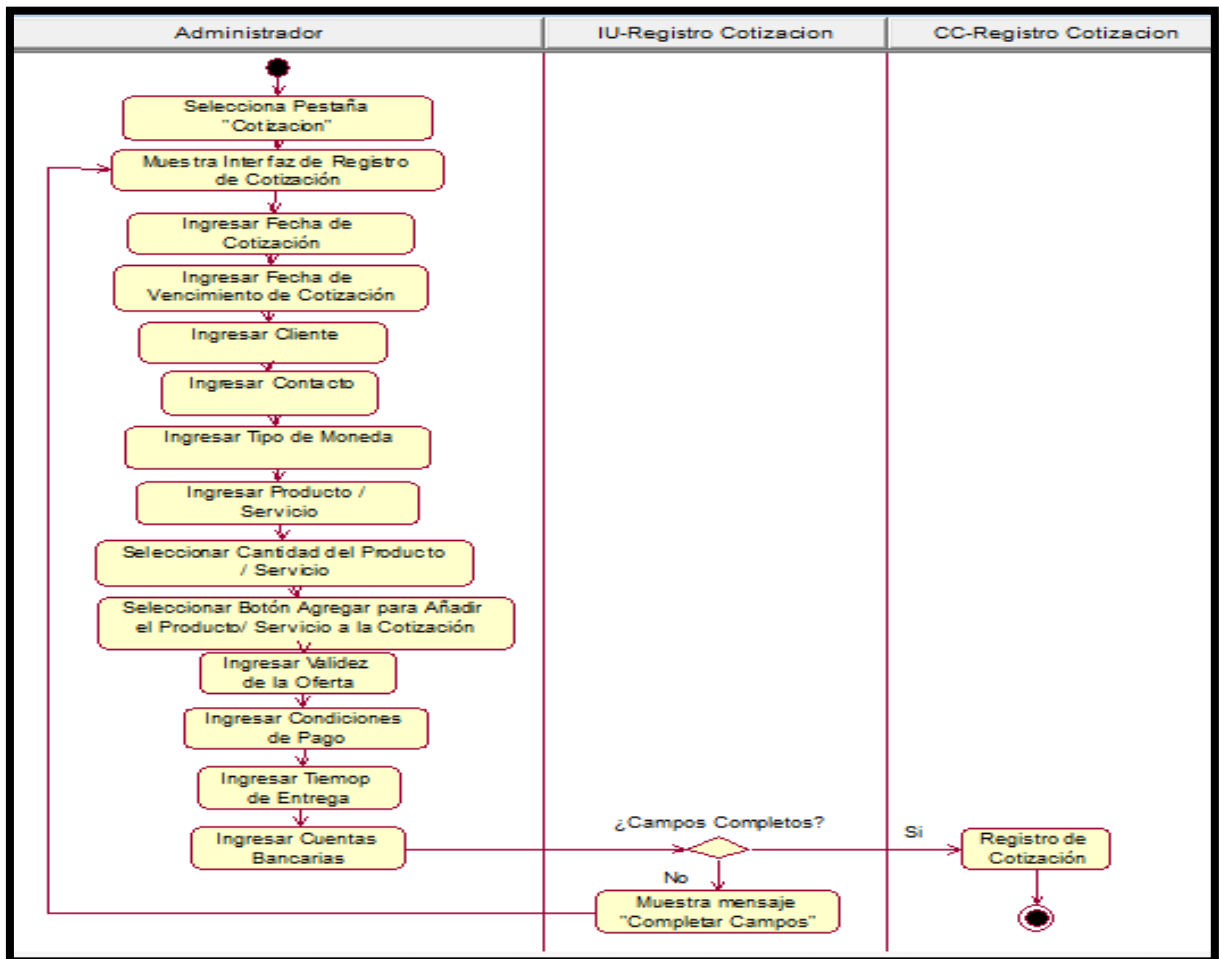 Administrador
IU-Registro Cotizacion
CC-Registro Cotizacion
Selecciona Pestaña
"Cotizacion"
Muestra Interfaz de Registro
de Cotización
Ingresar Fecha de
Cotización
Ingresar Fecha de
Vencimiento de Cotización
Ingresar Cliente
Ingresar Contacto
Ingresar Tipo de Moneda
Ingresar Producto /
Servicio
Seleccionar Cantidad del Producto
/ Servicio
Seleccionar Botón Agregar para Añadir
el Producto/ Servicio a la Cotización
Ingresar Validez
de la Oferta
Ingresar Condiciones
de Pago
Ingresar Tiemop
de Entrega
Ingresar Cuentas
Bancarias
¿Campos Completos?
Si
Registro de
Cotización
No
Muestra mensaje
"Completar Campos"